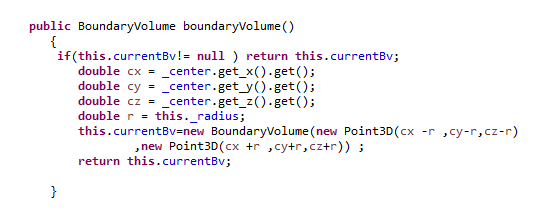 public BoundaryVolume boundaryVolume()
{
if(this.currentBv!= null ) return this.currentBv;
double cx = _center.get_x().get();
double cy = _center.get_y().get();
double cz = _center.get_z().get();
double r = this._radius;
this.currentBv=new BoundaryVolume(new Point3D(cx -r ,cy-r,cz-r)
,new Point3D(cx +r ,cy+r,cz+r)) ;
return this.currentBv;
}